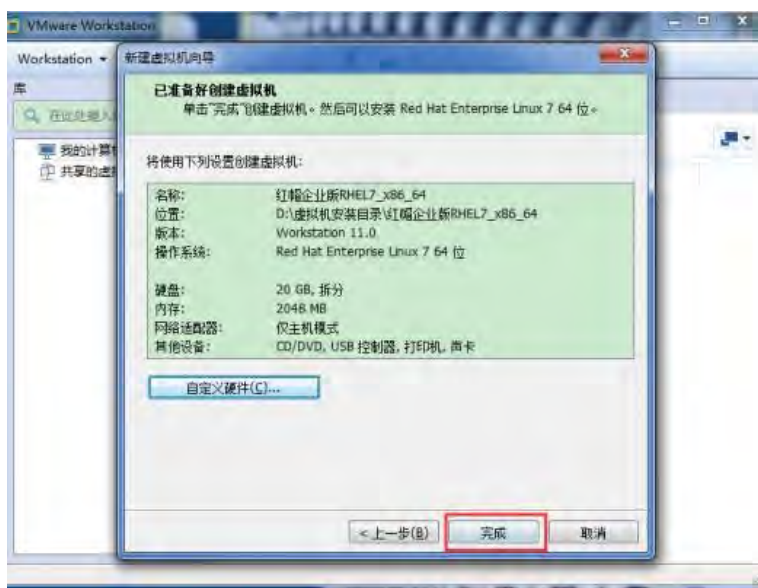 VMware Workstation
Workstation
新建虚拟机向导
库
在此处键入
我的计算机
共享的虚拟
已准备好创建虚拟机
单击"完成"创建虚拟机。然后可以安装 Red Hat Enterprise Linux 7 64 位。
将使用下列设置创建虚拟机:
名称: 红帽企业版RHEL7_x86_64
位置: D:\虚拟机安装目录\红帽企业版RHEL7_x86_64
版本: Workstation 11.0
操作系统: Red Hat Enterprise Linux 7 64 位
硬盘: 20 GB, 拆分
内存: 2048 MB
网络适配器: 仅主机模式
其他设备: CD/DVD, USB 控制器, 打印机, 声卡
自定义硬件(C)...
< 上一步(B)
完成
取消